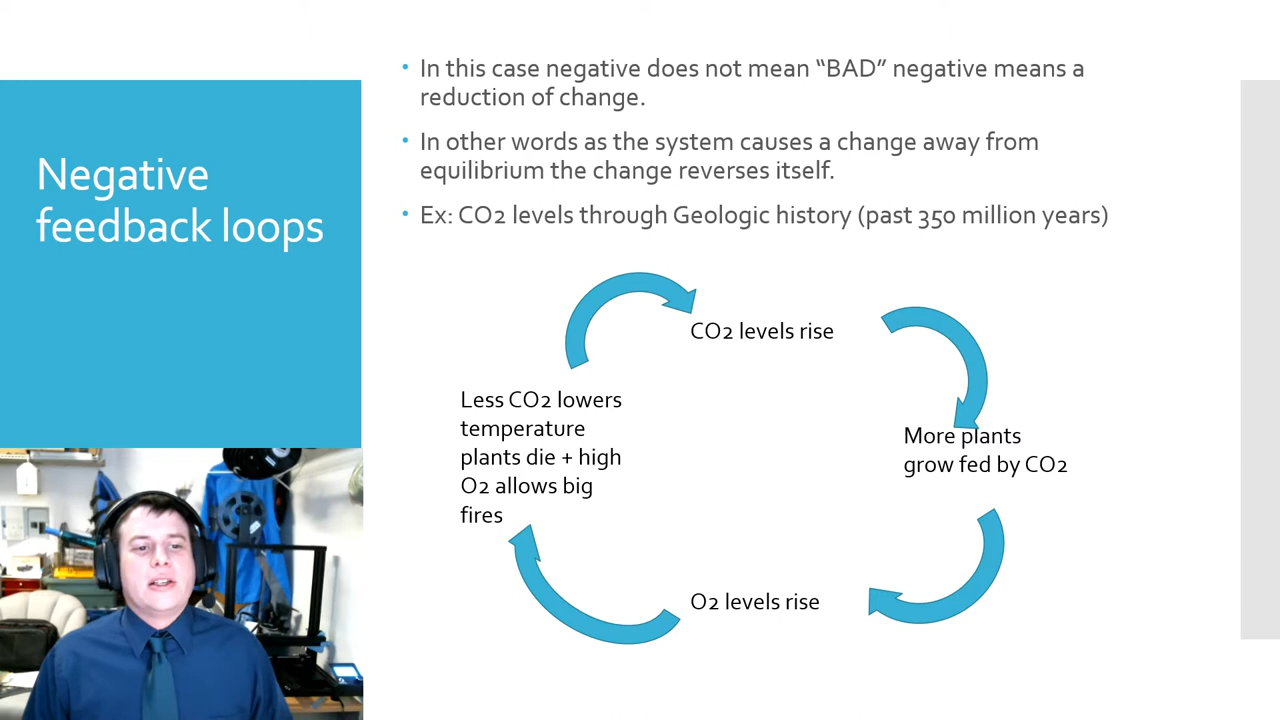 Negative
feedback loops
• In this case negative does not mean “BAD” negative means a
reduction of change.
• In other words as the system causes a change away from
equilibrium the change reverses itself.
• Ex: CO2 levels through Geologic history (past 350 million years)
CO2 levels rise
More plants
grow fed by CO2
O2 levels rise
Less CO2 lowers
temperature
plants die + high
O2 allows big
fires